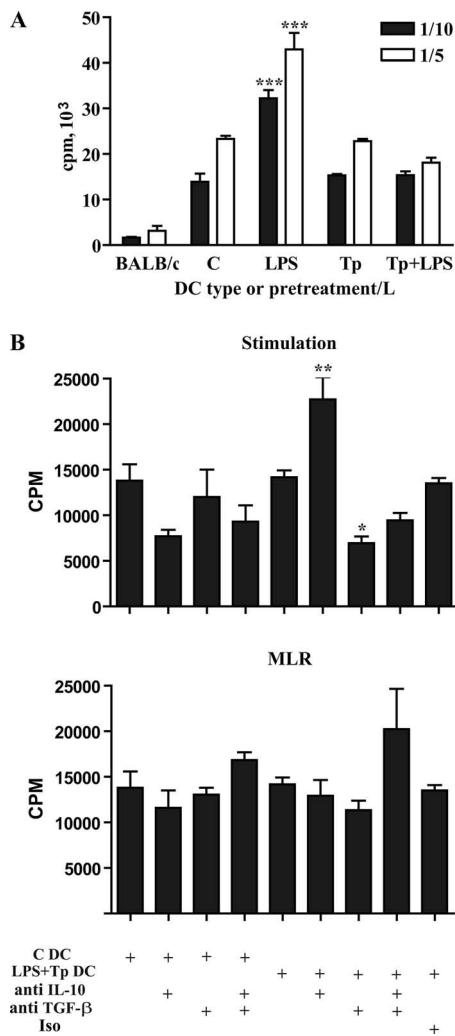 A
1/10
1/5
cpm, 10³
50
40
30
20
10
0
***
***
BALB/c C LPS Tp Tp+LPS
DC type or pretreatment/L
B
Stimulation
CPM
25000
20000
15000
10000
5000
0
**
*
MLR
CPM
25000
20000
15000
10000
5000
C DC + + + +
LPS+Tp DC + + + + +
anti IL-10 + + + +
anti TGF-β + + + +
Iso +